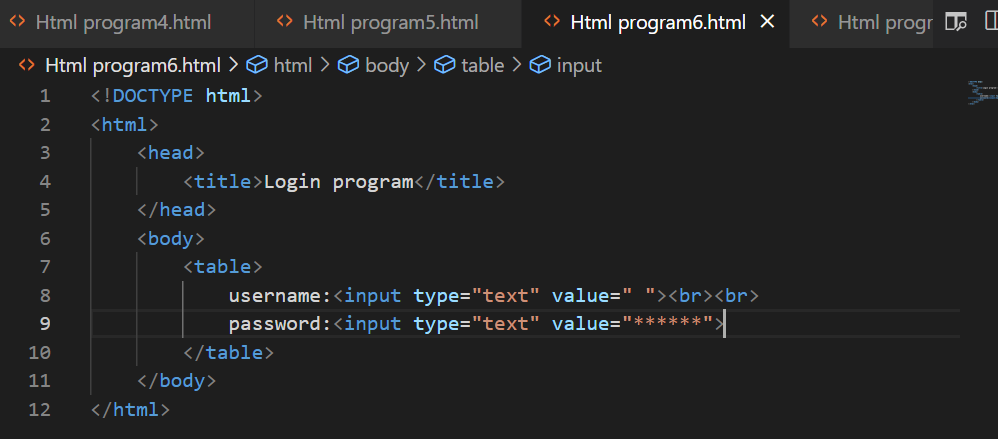 Html program4.html Html program5.html Html program6.html Html progr
Html program6.html > html > body > table > input
1 <!DOCTYPE html>
2 <html>
3 <head>
4 <title>Login program</title>
5 </head>
6 <body>
7 <table>
8 username:<input type="text" value=" "><br><br>
9 password:<input type="text" value="******">
10 </table>
11 </body>
12 </html>